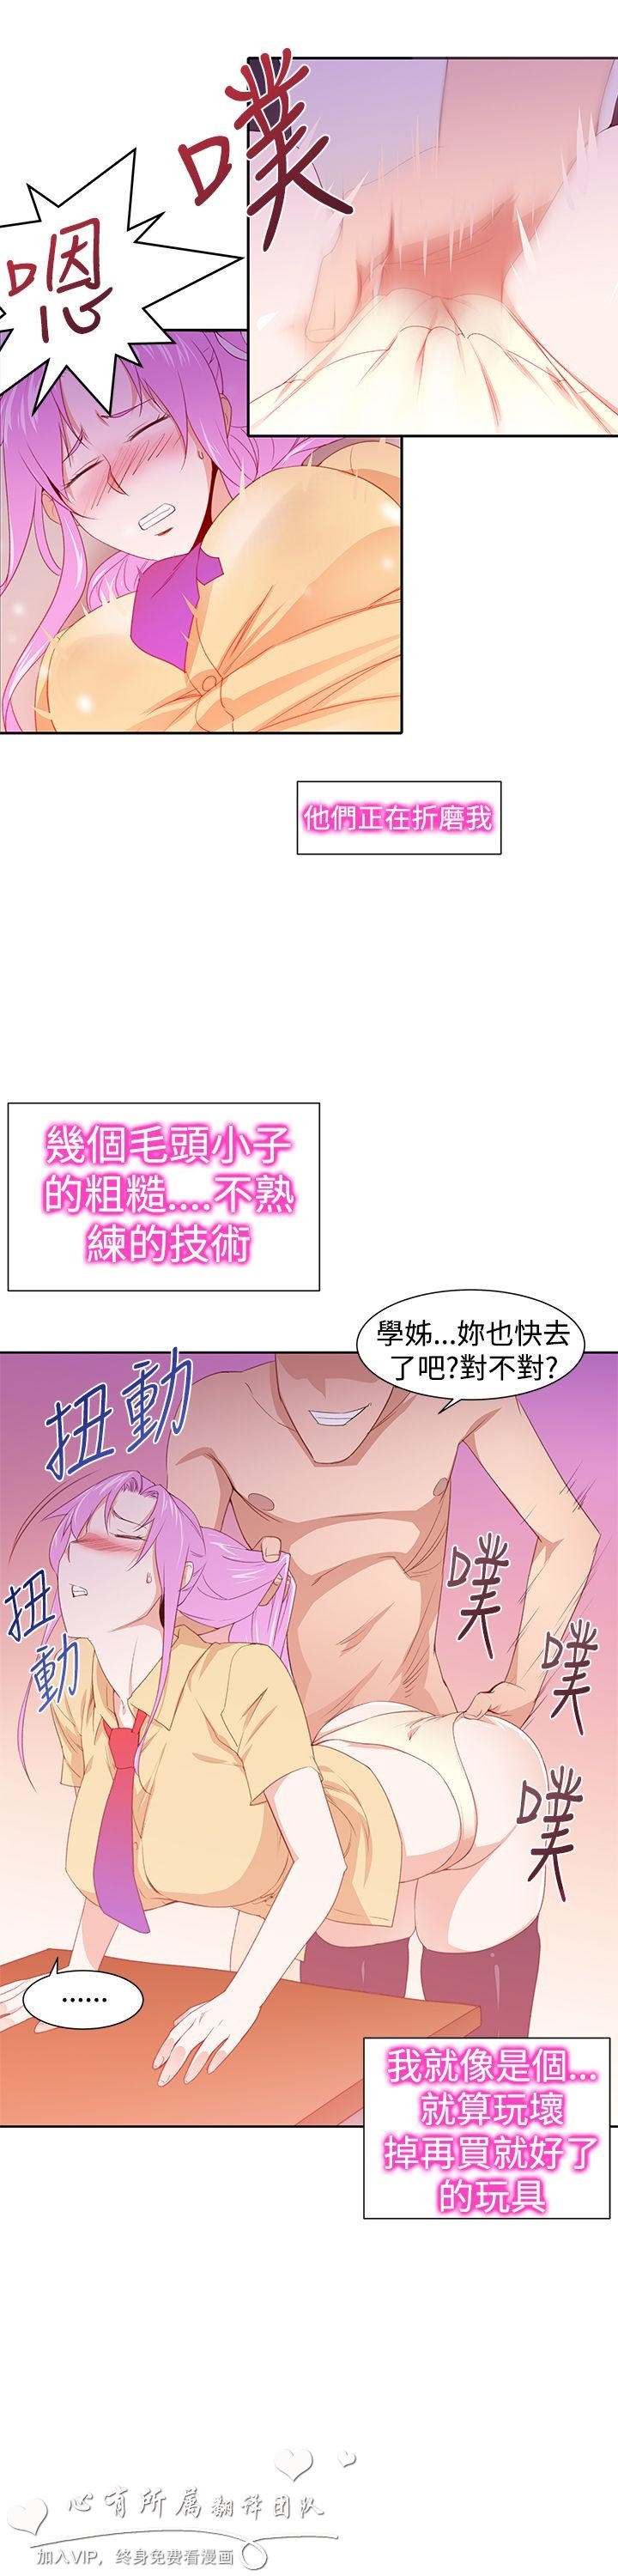 噗
嗯
他們正在折磨我
幾個毛頭小子
的粗糙....不熟
練的技術
學姊...妳也快去
了吧?對不對?
扭動
扭動
噗
噗
噗
......
我就像是個...
就算玩壞
掉再買就好了
的玩具
心有所属翻译团队
加入VIP，终身免费看漫画